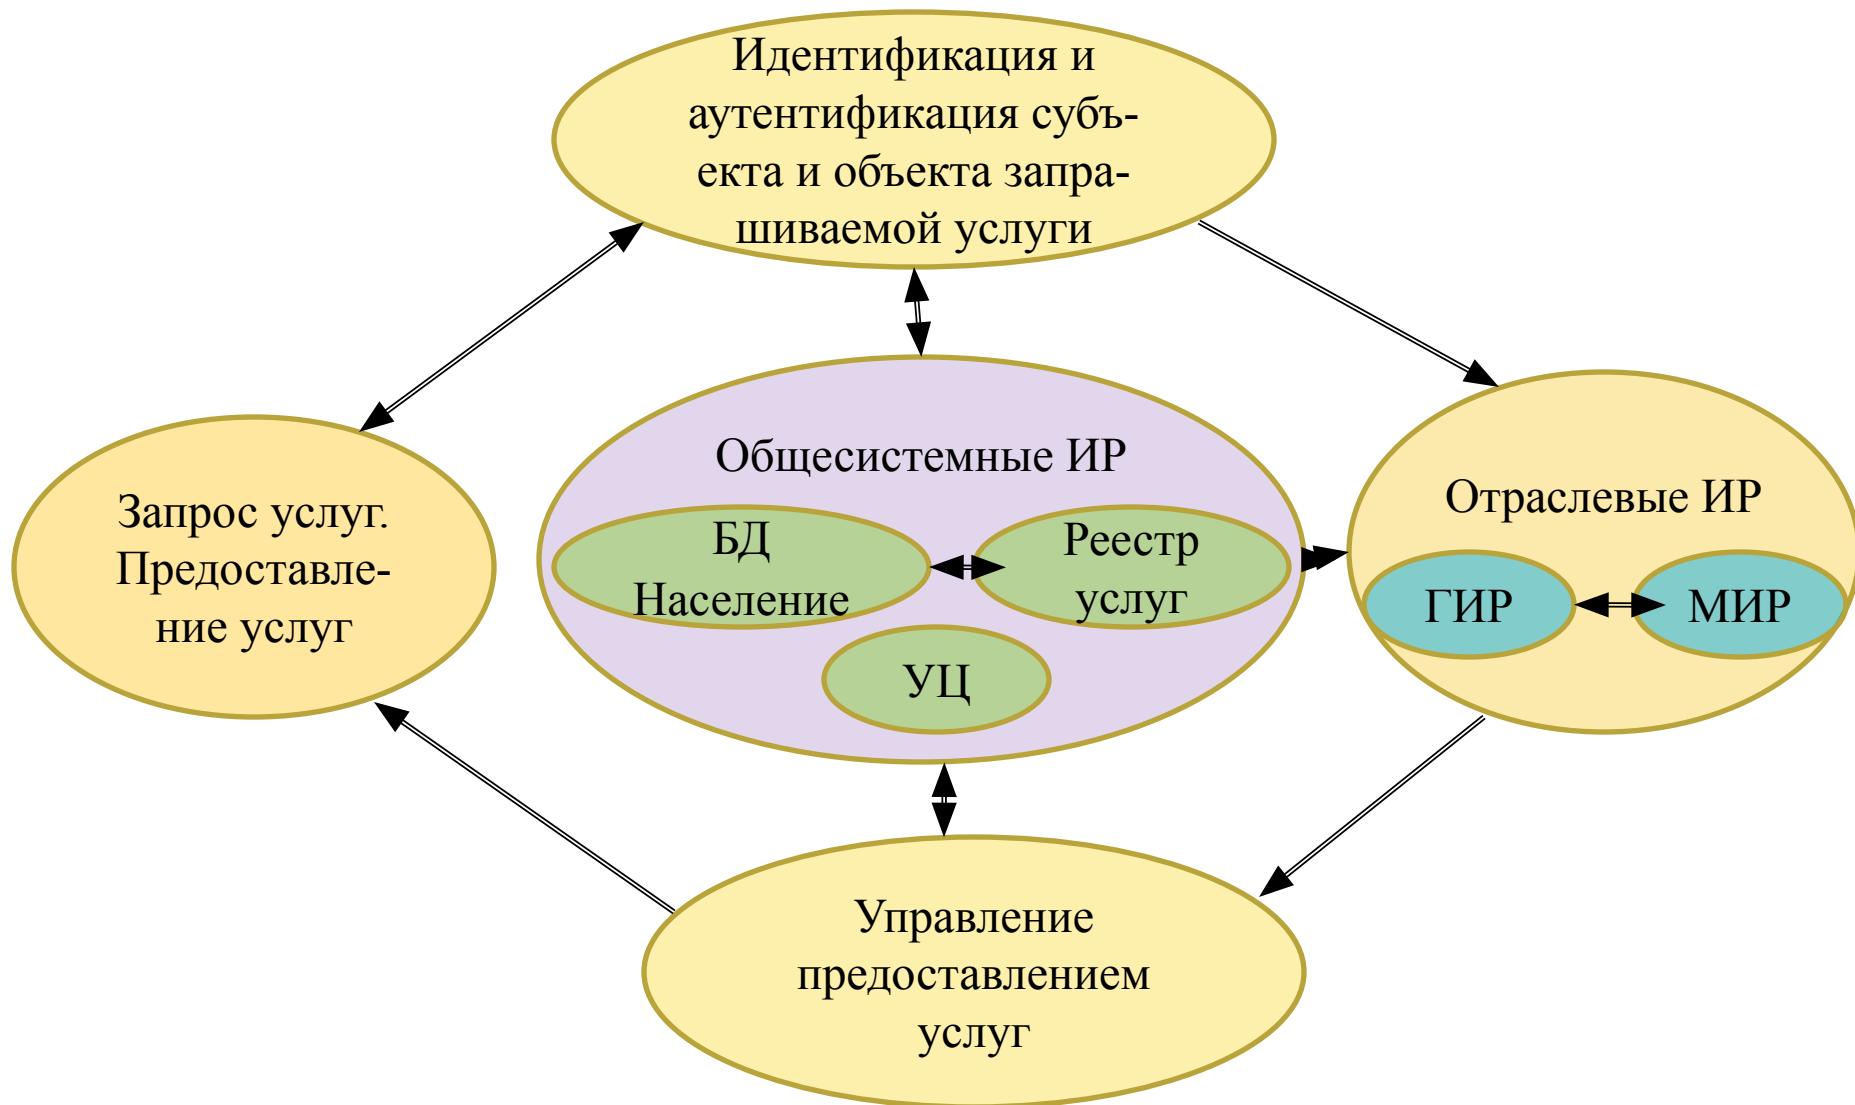 Идентификация и
аутентификация субъ-
екта и объекта запра-
шиваемой услуги
Запрос услуг.
Предоставле-
ние услуг
Общесистемные ИР
БД
Население
Реестр
услуг
УЦ
Отраслевые ИР
ГИР
МИР
Управление
предоставлением
услуг